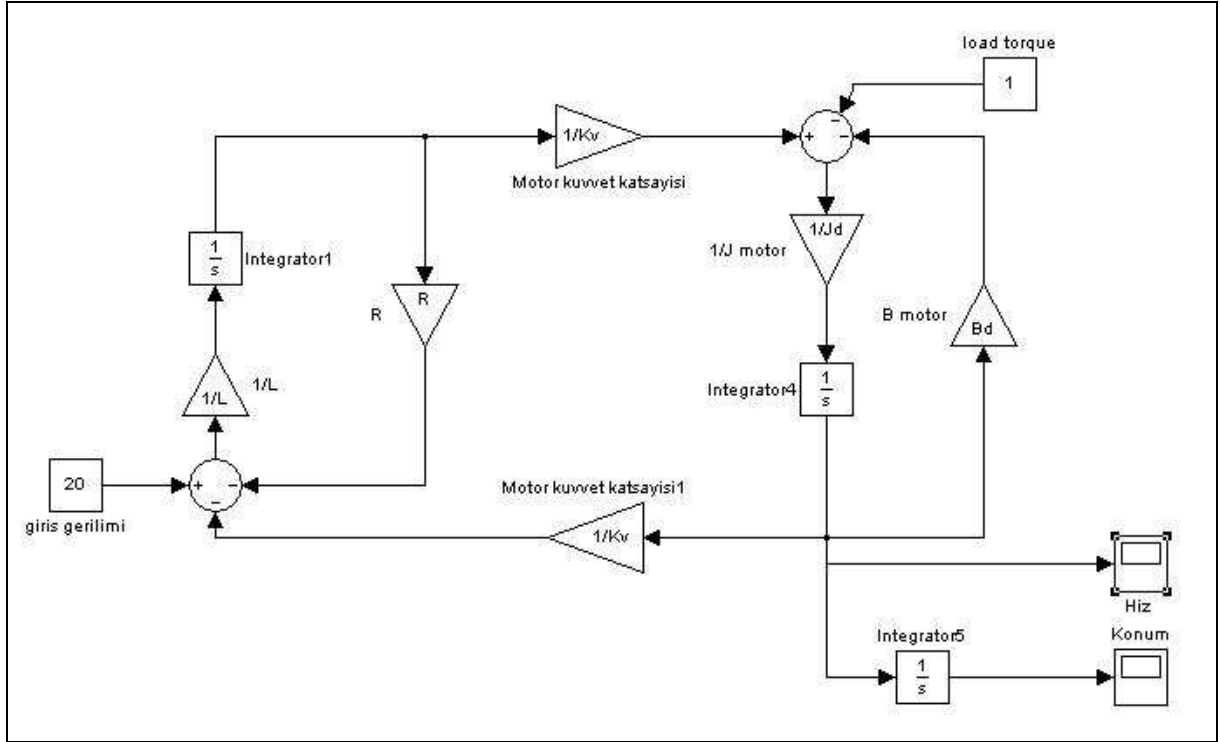 load torque
1
1/Kv
Motor kuvvet katsayisi
+
−
−
1/Jd
1/J motor
1
s
Integrator1
R
R
B motor
Bd
1/L
1/L
Integrator4
1
s
20
giris gerilimi
+
−
−
Motor kuvvet katsayisi1
1/Kv
Hiz
Integrator5
1
s
Konum